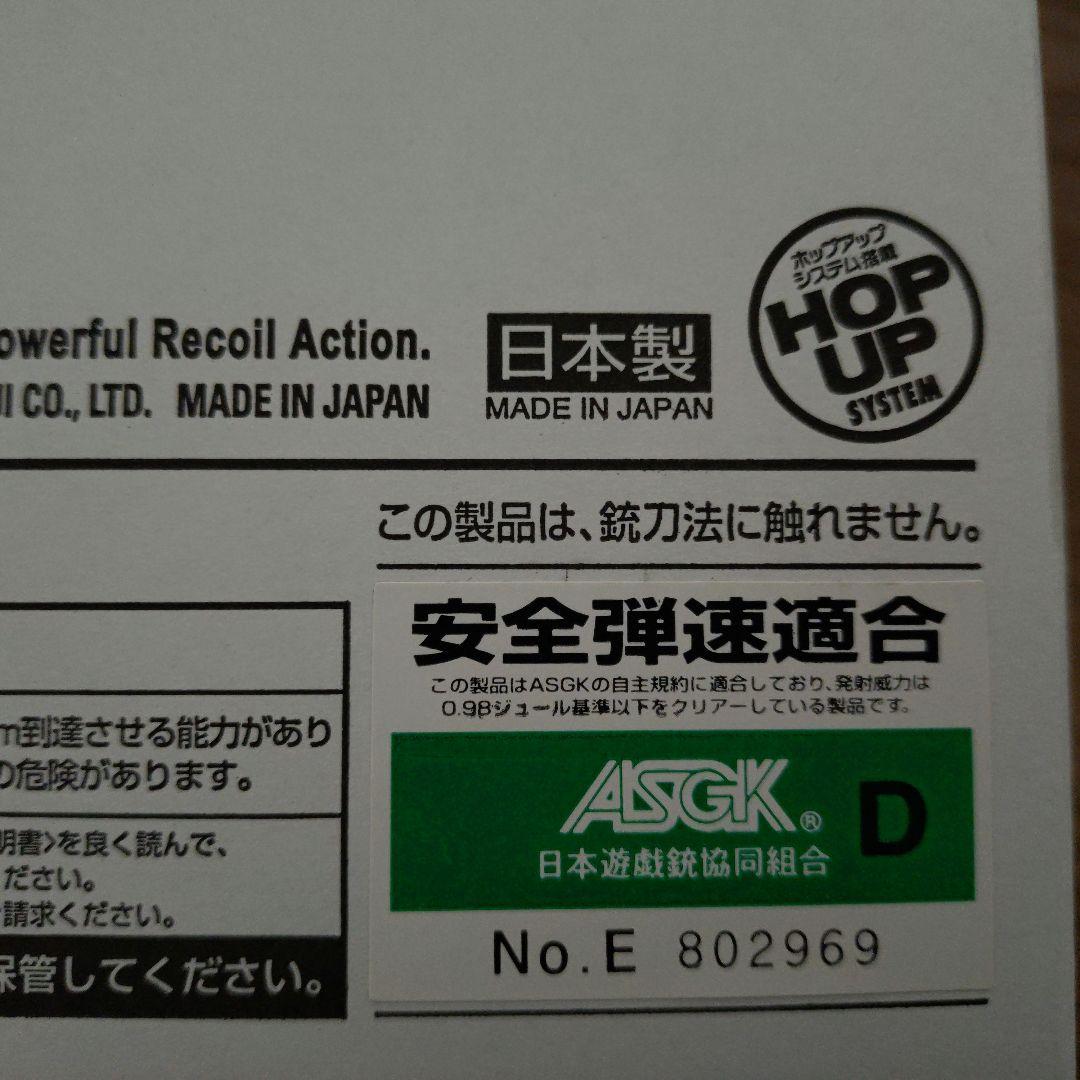 ホップアップ
システム搭載
HOP
UP
SYSTEM
owerful Recoil Action.
日本製
JI CO., LTD. MADE IN JAPAN
MADE IN JAPAN
この製品は、銃刀法に触れません。
安全弾速適合
この製品はASGKの自主規約に適合しており、発射威力は
0.98ジュール基準以下をクリアーしている製品です。
ASGK®
D
日本遊戯銃協同組合
No.E 802969
m到達させる能力があり
の危険があります。
明書>を良く読んで、
ださい。
請求ください。
保管してください。